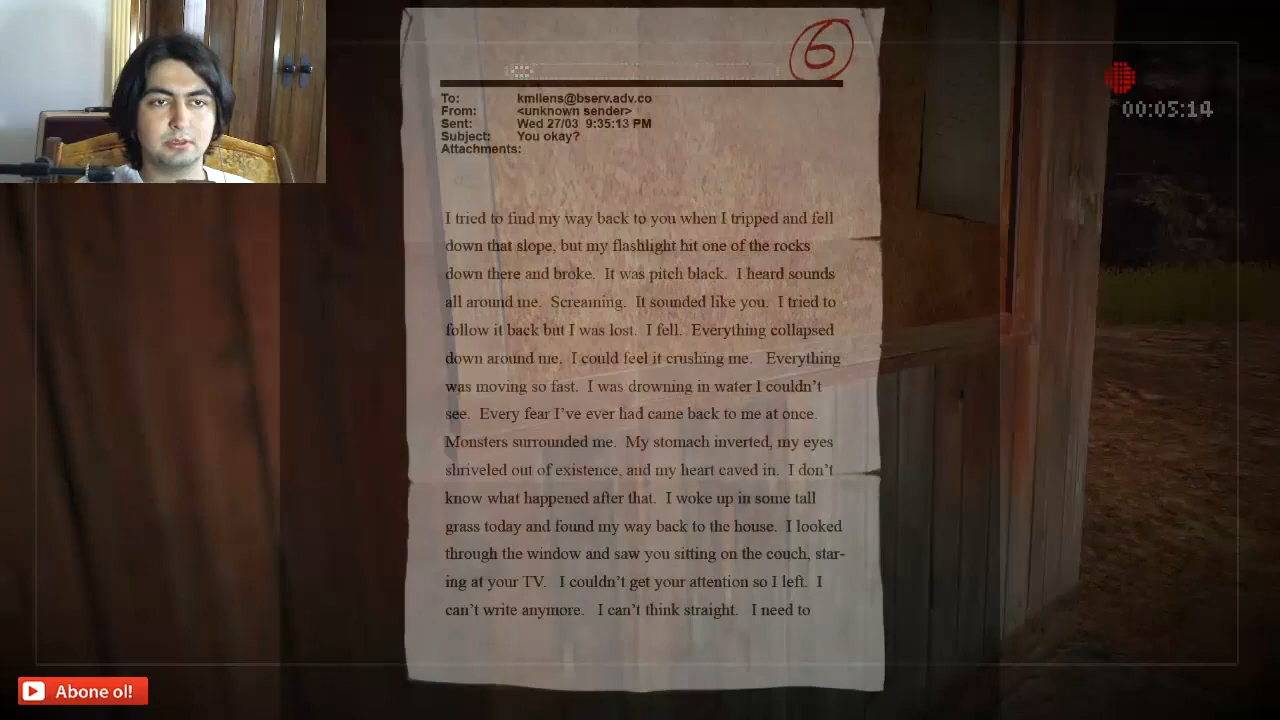 6
00:05:14
To: kmllens@bserv.adv.co
From: <unknown sender>
Sent: Wed 27/03 9:35:13 PM
Subject: You okay?
Attachments:
I tried to find my way back to you when I tripped and fell
down that slope, but my flashlight hit one of the rocks
down there and broke. It was pitch black. I heard sounds
all around me. Screaming. It sounded like you. I tried to
follow it back but I was lost. I fell. Everything collapsed
down around me. I could feel it crushing me. Everything
was moving so fast. I was drowning in water I couldn't
see. Every fear I've ever had came back to me at once.
Monsters surrounded me. My stomach inverted, my eyes
shriveled out of existence, and my heart caved in. I don't
know what happened after that. I woke up in some tall
grass today and found my way back to the house. I looked
through the window and saw you sitting on the couch, star-
ing at your TV. I couldn't get your attention so I left. I
can't write anymore. I can't think straight. I need to
Abone ol!